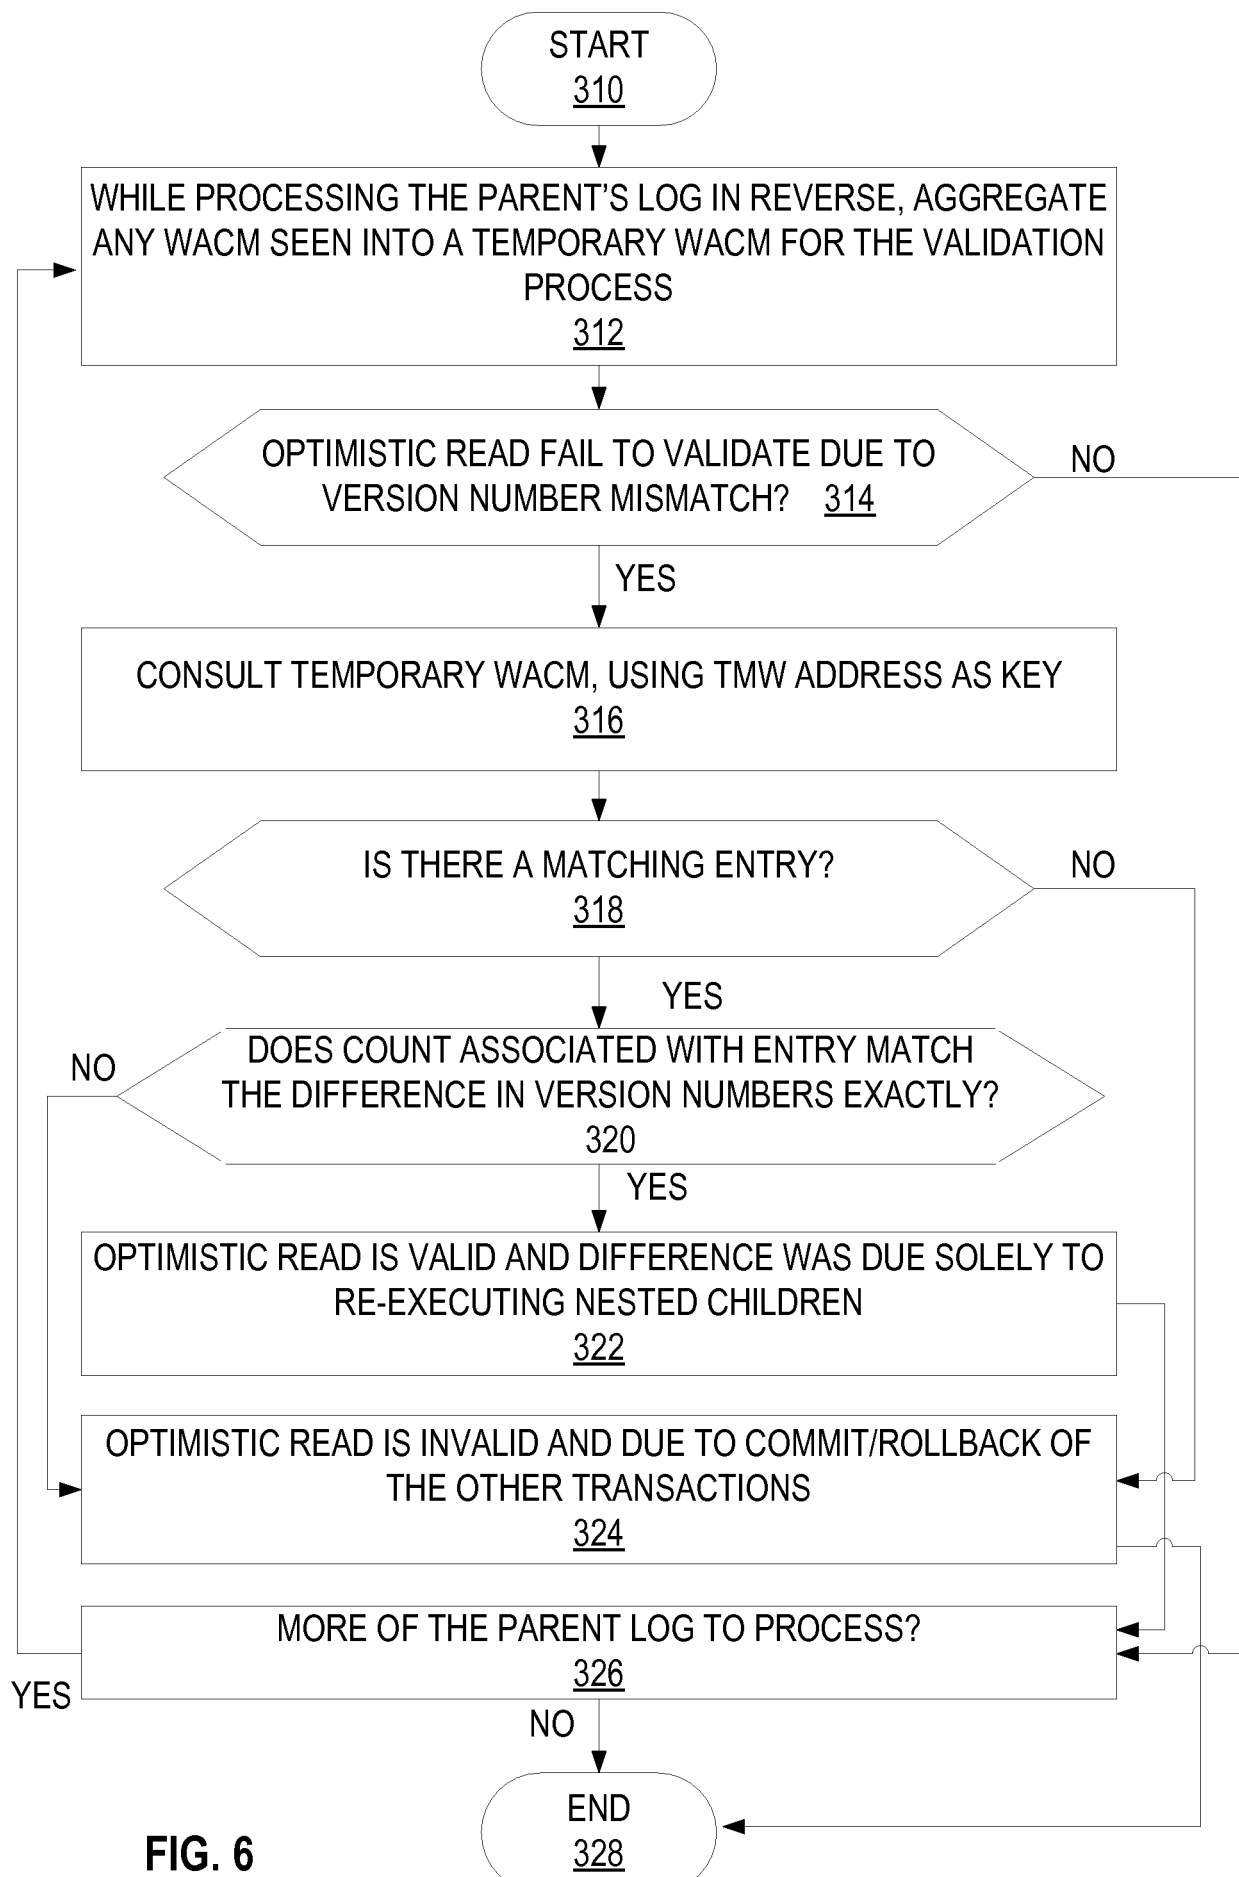 START
310
WHILE PROCESSING THE PARENT'S LOG IN REVERSE, AGGREGATE
ANY WACM SEEN INTO A TEMPORARY WACM FOR THE VALIDATION
PROCESS
312
OPTIMISTIC READ FAIL TO VALIDATE DUE TO
VERSION NUMBER MISMATCH? 314
NO
YES
CONSULT TEMPORARY WACM, USING TMW ADDRESS AS KEY
316
IS THERE A MATCHING ENTRY?
318
NO
YES
DOES COUNT ASSOCIATED WITH ENTRY MATCH
THE DIFFERENCE IN VERSION NUMBERS EXACTLY?
320
NO
YES
OPTIMISTIC READ IS VALID AND DIFFERENCE WAS DUE SOLELY TO
RE-EXECUTING NESTED CHILDREN
322
OPTIMISTIC READ IS INVALID AND DUE TO COMMIT/ROLLBACK OF
THE OTHER TRANSACTIONS
324
MORE OF THE PARENT LOG TO PROCESS?
326
YES
NO
END
328
FIG. 6